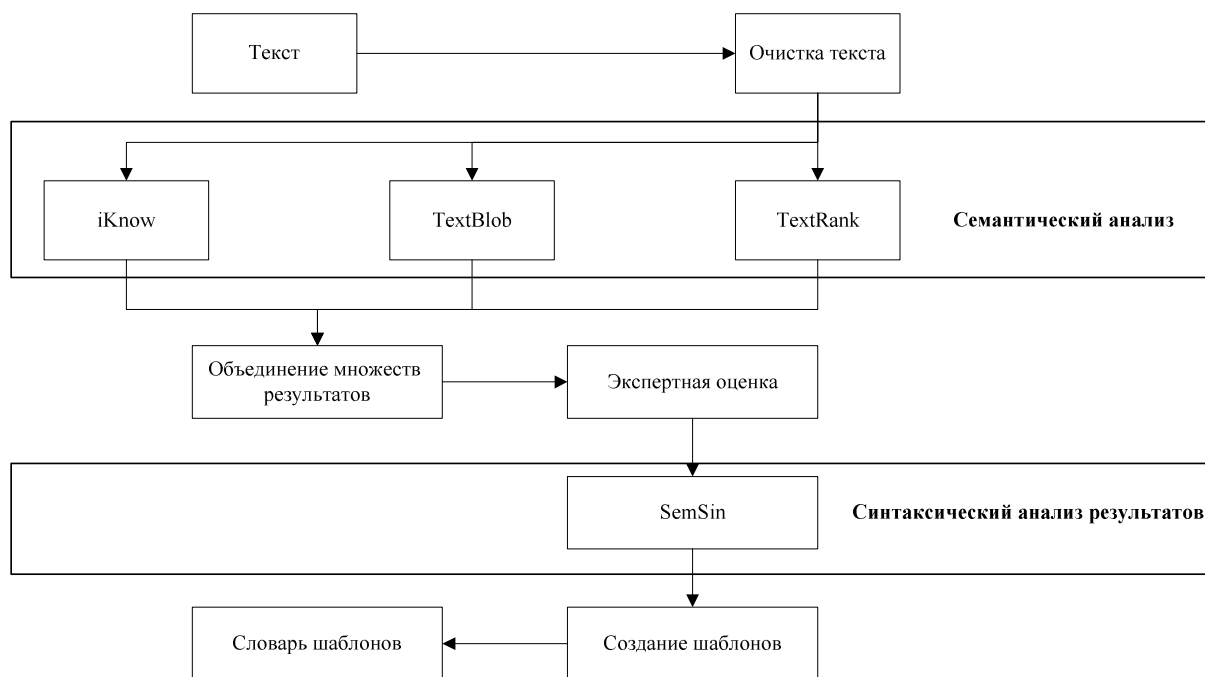 Текст
Очистка текста
iKnow
TextBlob
TextRank
Семантический анализ
Объединение множеств
результатов
Экспертная оценка
SemSin
Синтаксический анализ результатов
Словарь шаблонов
Создание шаблонов